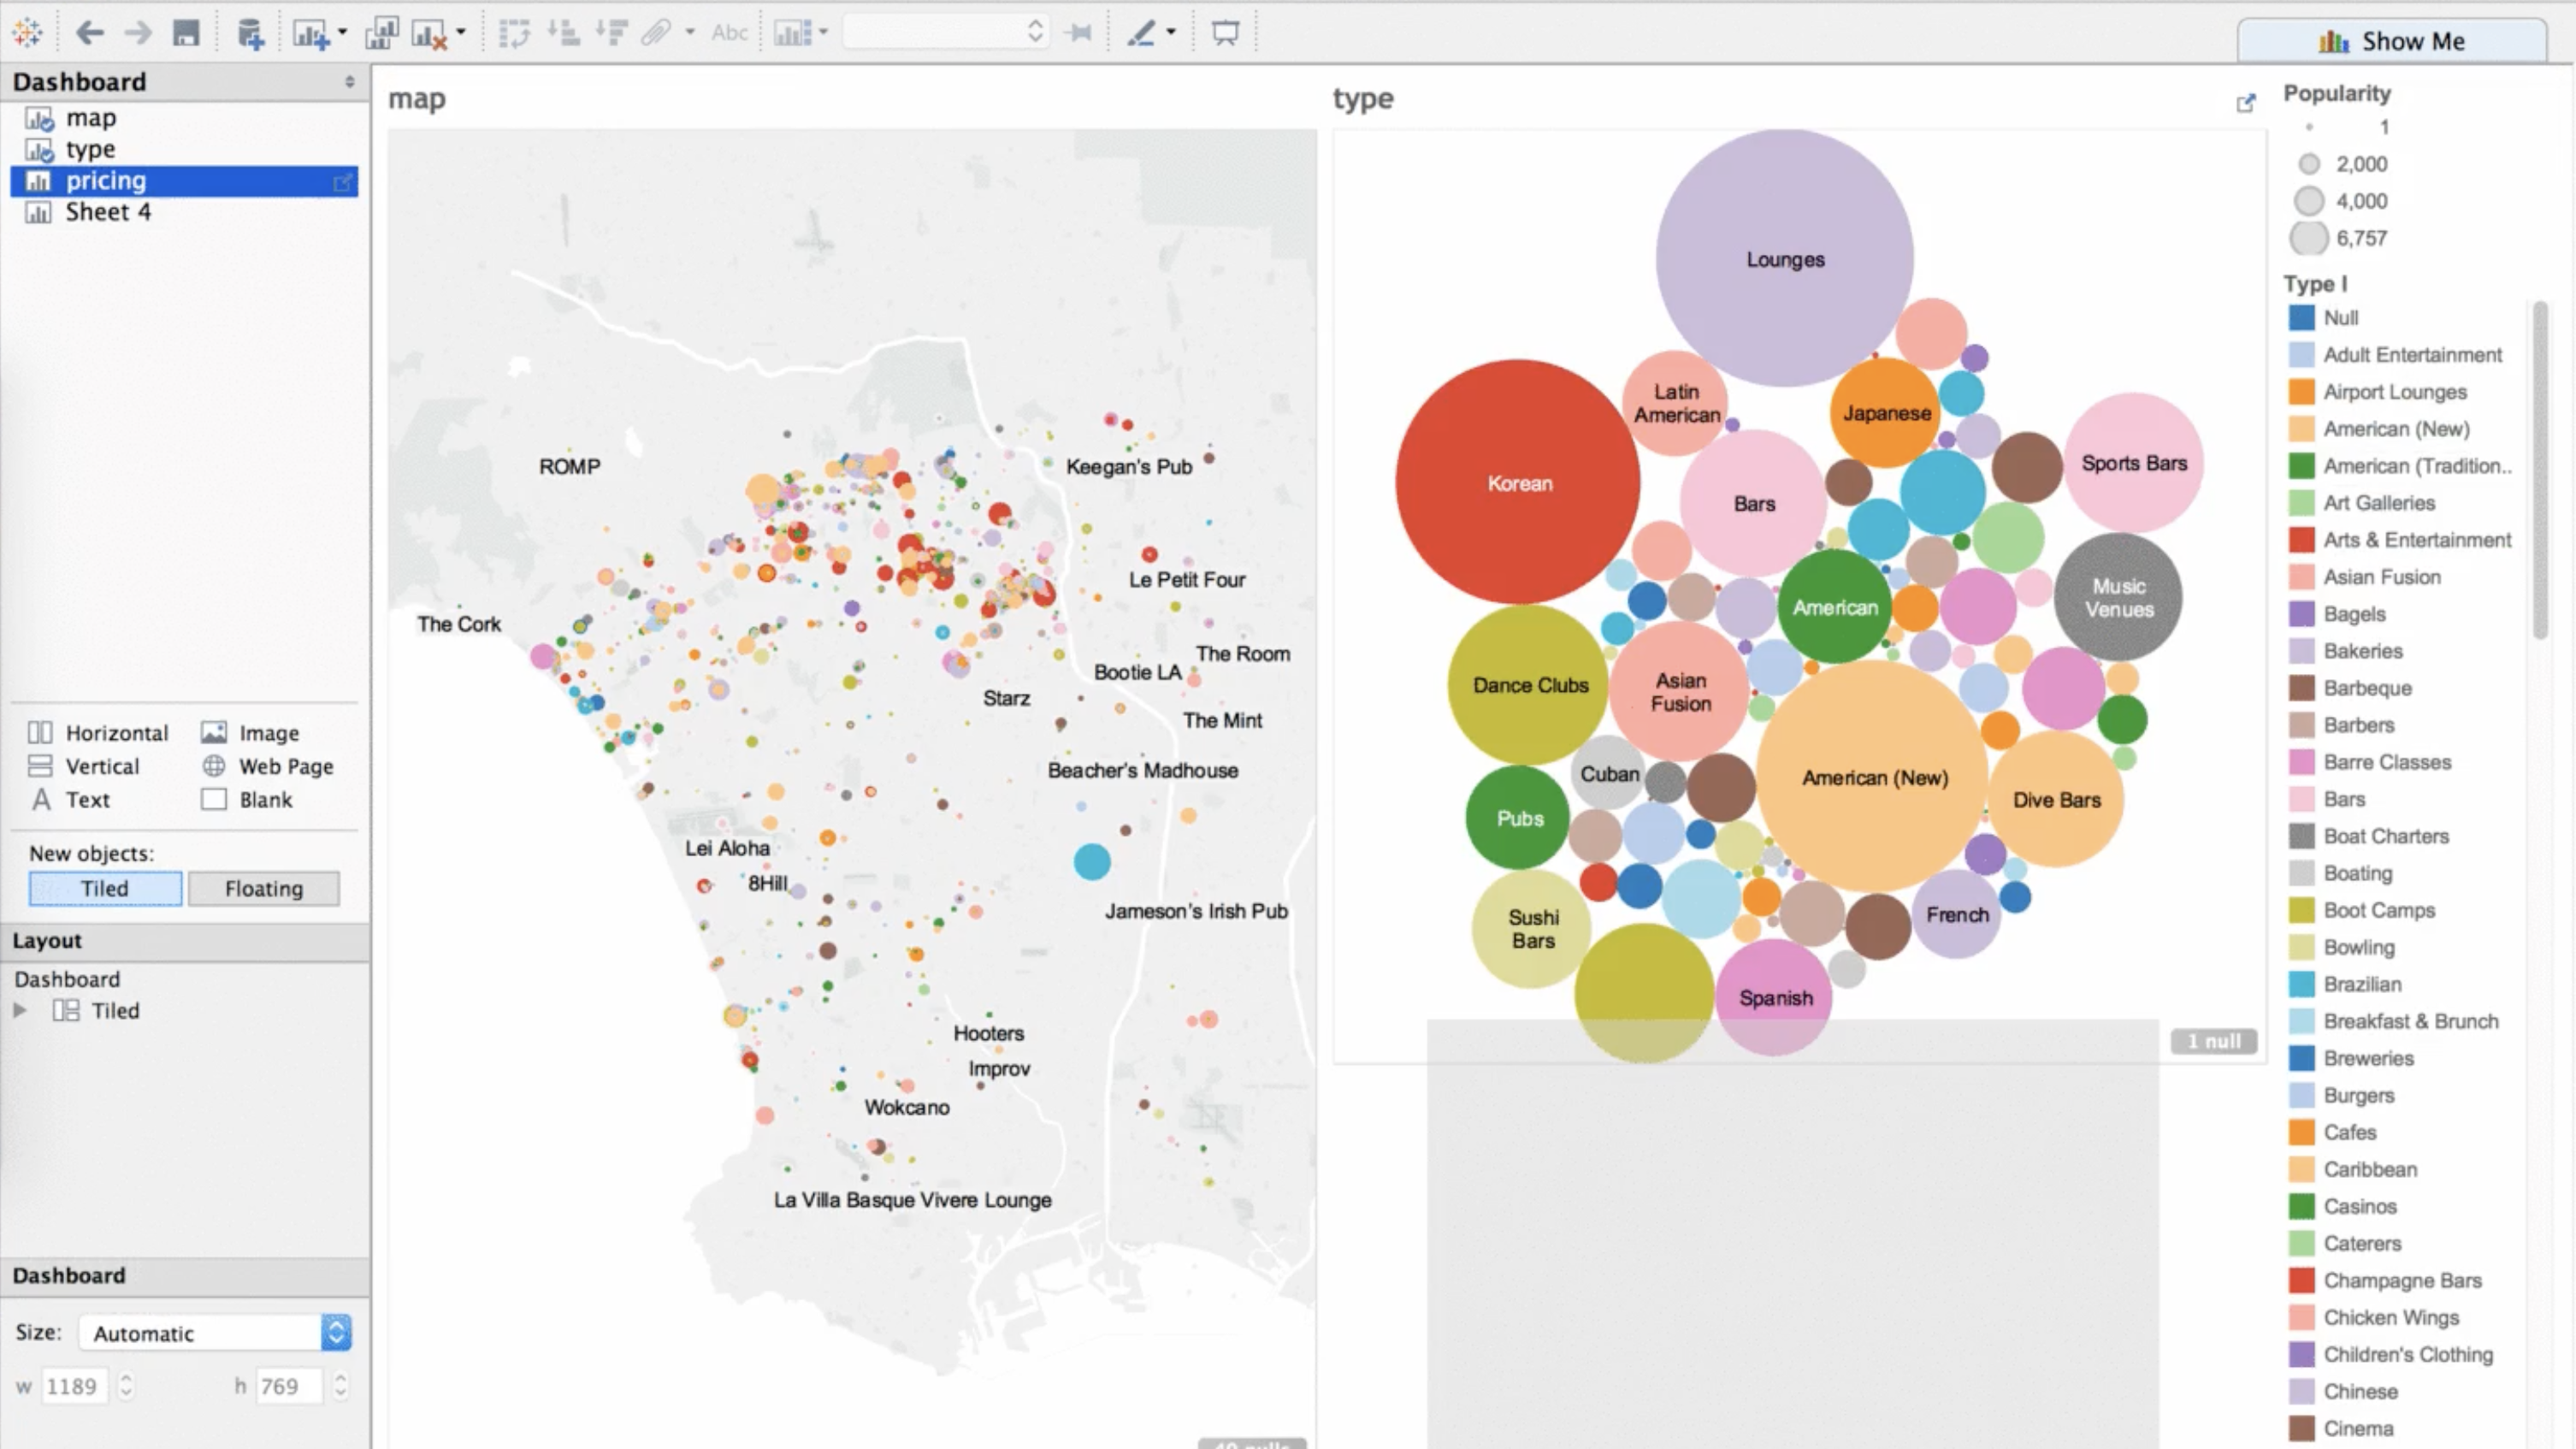 Abc
Show Me
Dashboard
map
type
pricing
Sheet 4
Horizontal
Image
Vertical
Web Page
A Text
Blank
New objects:
Tiled
Floating
Layout
Dashboard
Tiled
Dashboard
Size:
Automatic
w 1189
h 769
map
ROMP
Keegan's Pub
Le Petit Four
The Cork
The Room
Bootie LA
Starz
The Mint
Beacher's Madhouse
Lei Aloha
8Hill
Jameson's Irish Pub
Hooters
Improv
Wokcano
La Villa Basque Vivere Lounge
40 nulls
type
Lounges
Latin
American
Japanese
Sports Bars
Korean
Bars
Music
Venues
American
Dance Clubs
Asian
Fusion
Cuban
American (New)
Dive Bars
Pubs
Sushi
Bars
French
Spanish
1 null
Popularity
1
2,000
4,000
6,757
Type I
Null
Adult Entertainment
Airport Lounges
American (New)
American (Tradition..
Art Galleries
Arts & Entertainment
Asian Fusion
Bagels
Bakeries
Barbeque
Barbers
Barre Classes
Bars
Boat Charters
Boating
Boot Camps
Bowling
Brazilian
Breakfast & Brunch
Breweries
Burgers
Cafes
Caribbean
Casinos
Caterers
Champagne Bars
Chicken Wings
Children's Clothing
Chinese
Cinema